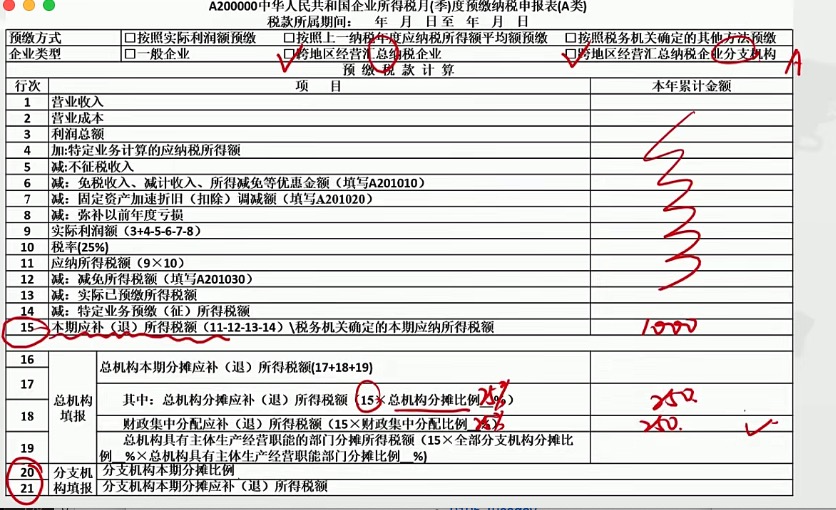 A200000中华人民共和国企业所得税月(季)度预缴纳税申报表(A类)
税款所属期间： 年 月 日至 年 月 日
预缴方式 □按照实际利润额预缴 □按照上一纳税年度应纳税所得额平均额预缴 □按照税务机关确定的其他方法预缴
企业类型 □一般企业 □跨地区经营汇总纳税企业 □跨地区经营汇总纳税企业分支机构 A
预 缴 税 款 计 算
行次 项 目 本年累计金额
1 营业收入
2 营业成本
3 利润总额
4 加:特定业务计算的应纳税所得额
5 减:不征税收入
6 减：免税收入、减计收入、所得减免等优惠金额（填写A201010）
7 减：固定资产加速折旧（扣除）调减额（填写A201020）
8 减：弥补以前年度亏损
9 实际利润额（3+4-5-6-7-8）
10 税率(25%)
11 应纳所得税额（9×10）
12 减：减免所得税额（填写A201030）
13 减：实际已预缴所得税额
14 减：特定业务预缴（征）所得税额
15 本期应补（退）所得税额（11-12-13-14）\税务机关确定的本期应纳所得税额 1000
16 总机构本期分摊应补（退）所得税额(17+18+19)
17 其中：总机构分摊应补（退）所得税额（15×总机构分摊比例 25% %） 250.
总机构填报
18 财政集中分配应补（退）所得税额（15×财政集中分配比例 25% %） 250.
19 总机构具有主体生产经营职能的部门分摊所得税额（15×全部分支机构分摊比
例__%×总机构具有主体生产经营职能部门分摊比例__%)
20 分支机构填报 分支机构本期分摊比例
21 分支机构本期分摊应补（退）所得税额